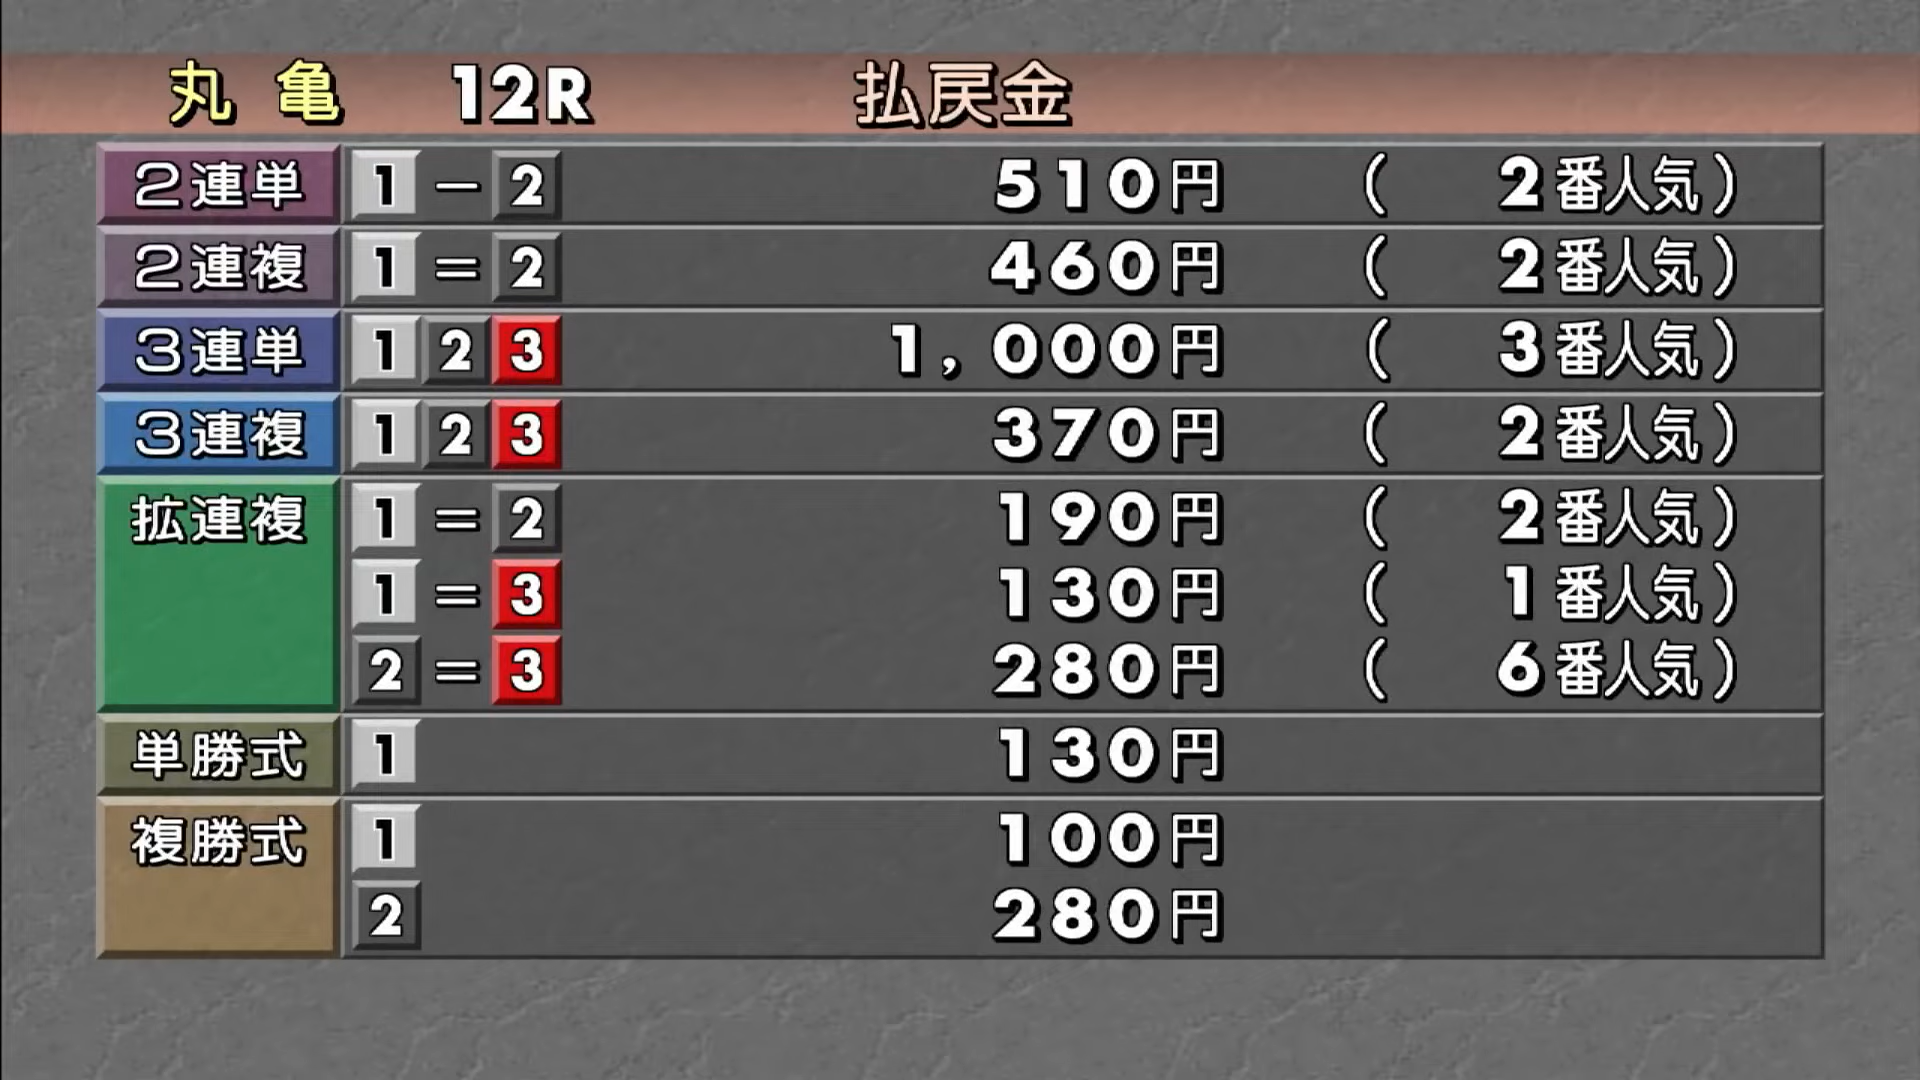 丸亀 12R 払戻金
2連単 1 - 2 510円 ( 2番人気)
2連複 1 = 2 460円 ( 2番人気)
3連単 1 2 3 1,000円 ( 3番人気)
3連複 1 2 3 370円 ( 2番人気)
拡連複 1 = 2 190円 ( 2番人気)
1 = 3 130円 ( 1番人気)
2 = 3 280円 ( 6番人気)
単勝式 1 130円
複勝式 1 100円
2 280円